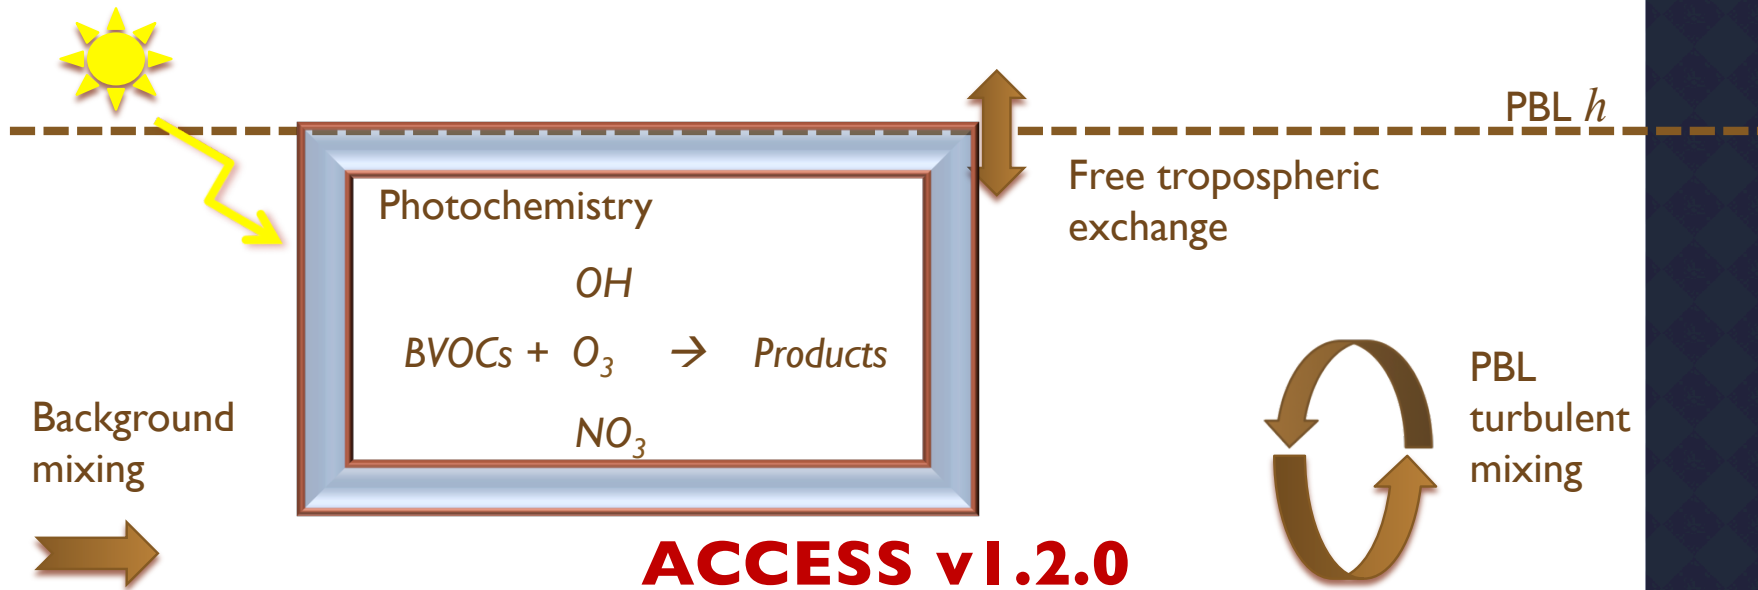 PBL h
Free tropospheric
exchange
Photochemistry
OH
BVOCs + O₃ → Products
NO₃
Background
mixing
PBL
turbulent
mixing
ACCESS v1.2.0